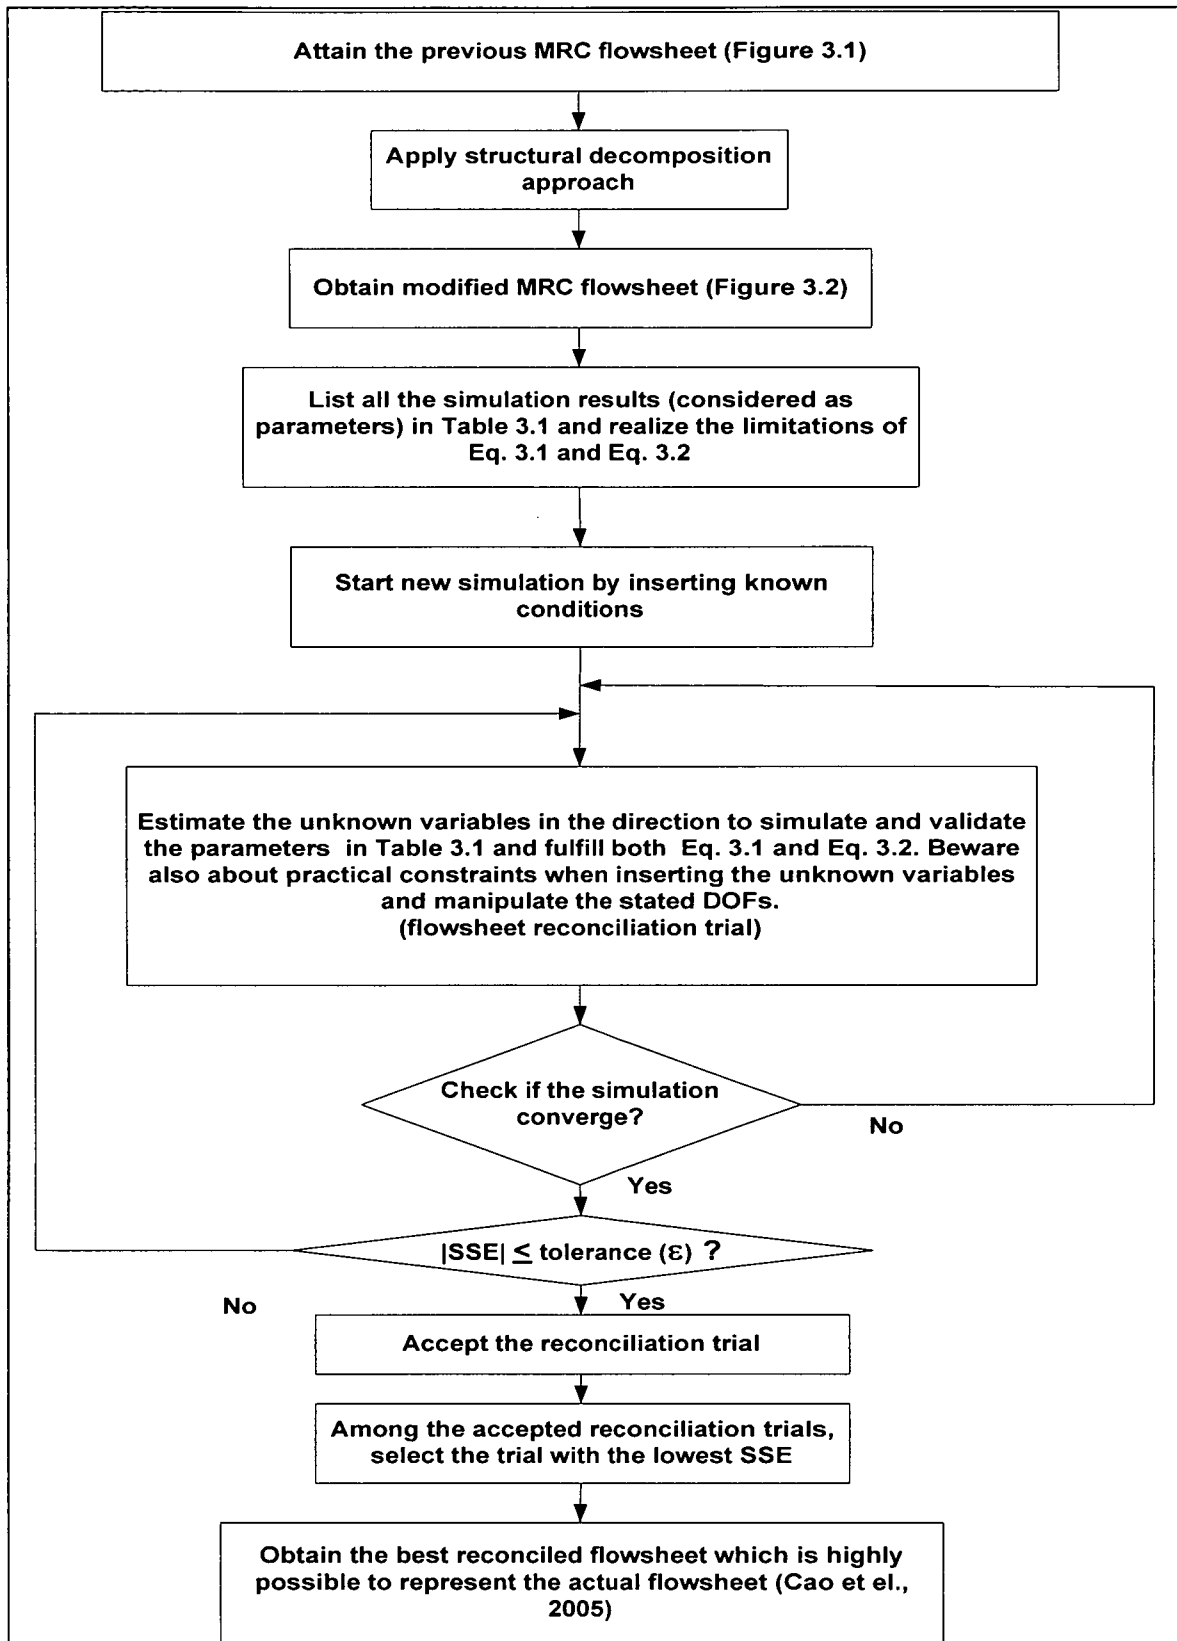 Attain the previous MRC flowsheet (Figure 3.1)
Apply structural decomposition
approach
Obtain modified MRC flowsheet (Figure 3.2)
List all the simulation results (considered as
parameters) in Table 3.1 and realize the limitations of
Eq. 3.1 and Eq. 3.2
Start new simulation by inserting known
conditions
Estimate the unknown variables in the direction to simulate and validate
the parameters in Table 3.1 and fulfill both Eq. 3.1 and Eq. 3.2. Beware
also about practical constraints when inserting the unknown variables
and manipulate the stated DOFs.
(flowsheet reconciliation trial)
Check if the simulation
converge?
No
Yes
|SSE| ≤ tolerance (ε) ?
No
Yes
Accept the reconciliation trial
Among the accepted reconciliation trials,
select the trial with the lowest SSE
Obtain the best reconciled flowsheet which is highly
possible to represent the actual flowsheet (Cao et el.,
2005)